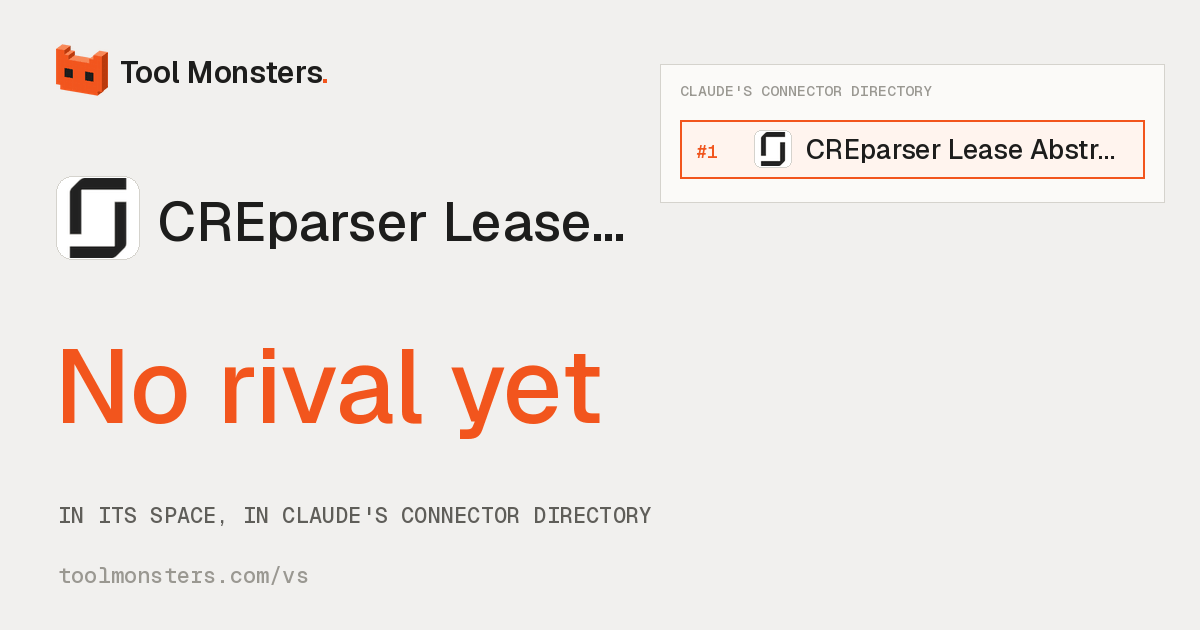 Tool Monsters.
CLAUDE'S CONNECTOR DIRECTORY
#1 CREparser Lease Abstr...
CREparser Lease...
No rival yet
IN ITS SPACE, IN CLAUDE'S CONNECTOR DIRECTORY
toolmonsters.com/vs